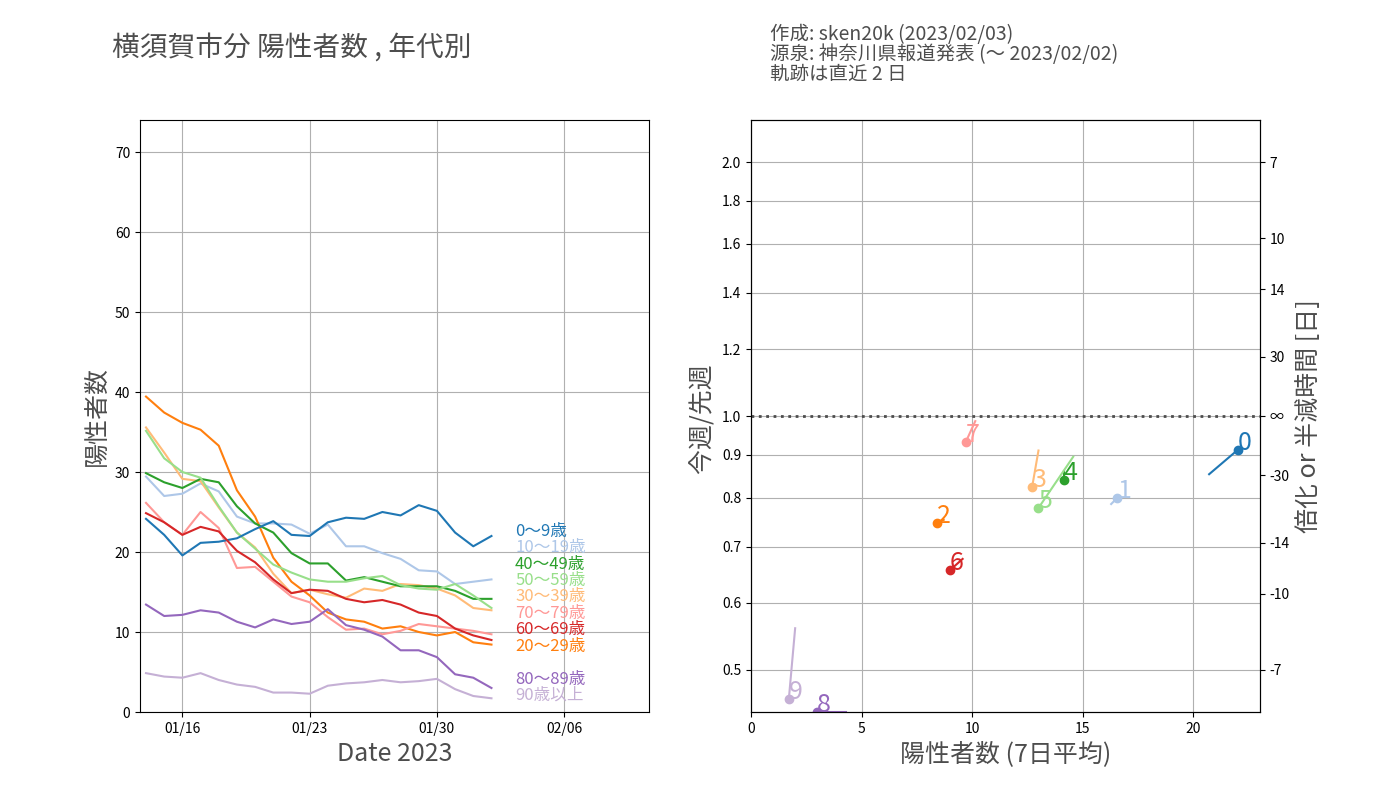 横須賀市分 陽性者数 , 年代別
作成: sken20k (2023/02/03)
源泉: 神奈川県報道発表 (〜 2023/02/02)
軌跡は直近 2 日
陽性者数
70
60
50
40
30
20
10
0
01/16
01/23
01/30
02/06
Date 2023
0〜9歳
10〜19歳
40〜49歳
50〜59歳
30〜39歳
70〜79歳
60〜69歳
20〜29歳
80〜89歳
90歳以上
今週/先週
2.0
1.8
1.6
1.4
1.2
1.0
0.9
0.8
0.7
0.6
0.5
0
5
10
15
20
陽性者数 (7日平均)
7
10
14
30
∞
-30
-14
-10
-7
倍化 or 半減時間 [日]
7
0
3
4
1
5
2
6
9
8